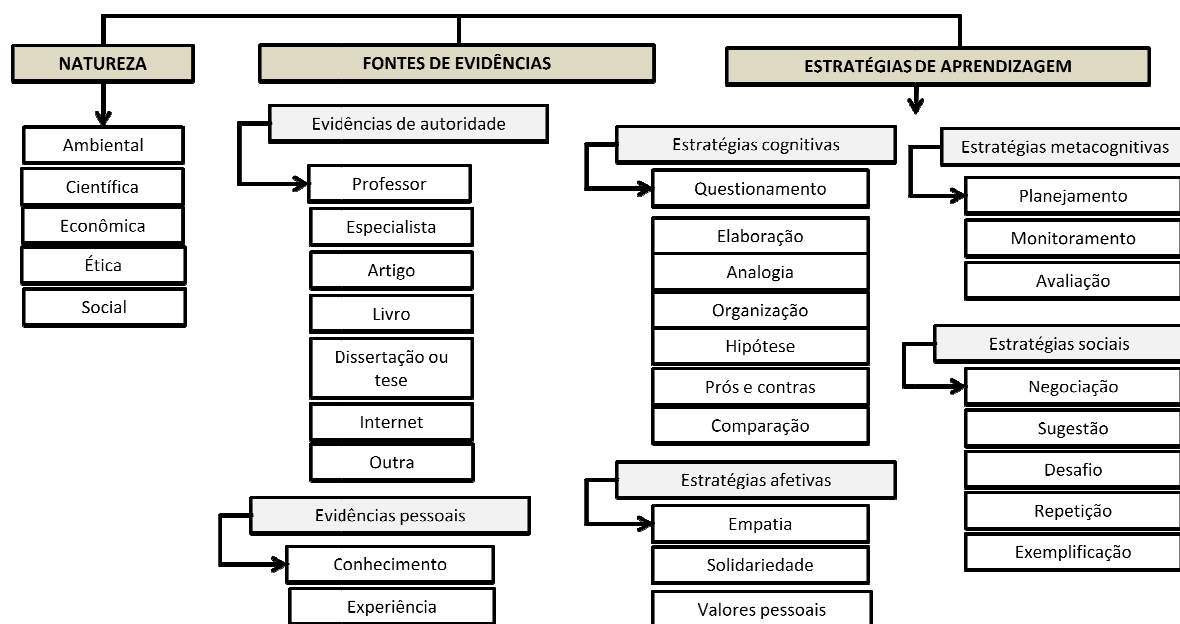 NATUREZA
FONTES DE EVIDÊNCIAS
ESTRATÉGIAS DE APRENDIZAGEM
Ambiental
Científica
Econômica
Ética
Social
Evidências de autoridade
Professor
Especialista
Artigo
Livro
Dissertação ou
tese
Internet
Outra
Evidências pessoais
Conhecimento
Experiência
Estratégias cognitivas
Questionamento
Elaboração
Analogia
Organização
Hipótese
Prós e contras
Comparação
Estratégias afetivas
Empatia
Solidariedade
Valores pessoais
Estratégias metacognitivas
Planejamento
Monitoramento
Avaliação
Estratégias sociais
Negociação
Sugestão
Desafio
Repetição
Exemplificação